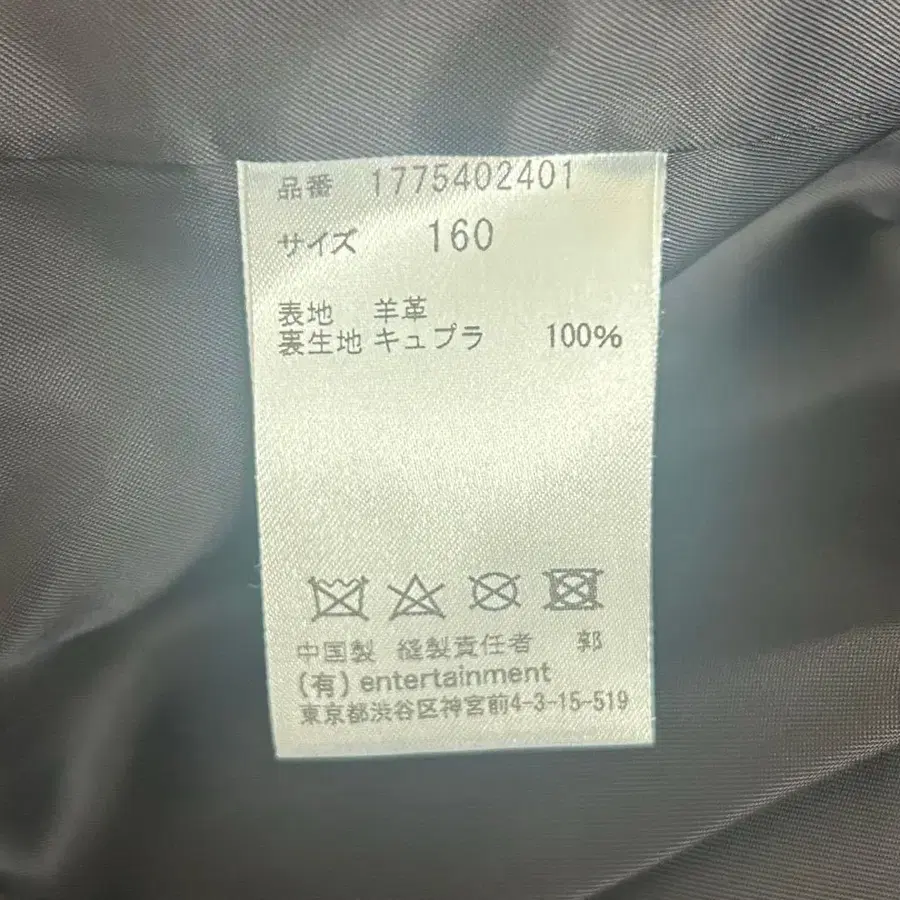 品番 1775402401
サイズ 160
表地 羊革
裏生地 キュプラ 100%
中国製 縫製責任者 郭
(有) entertainment
東京都渋谷区神宮前4-3-15-519